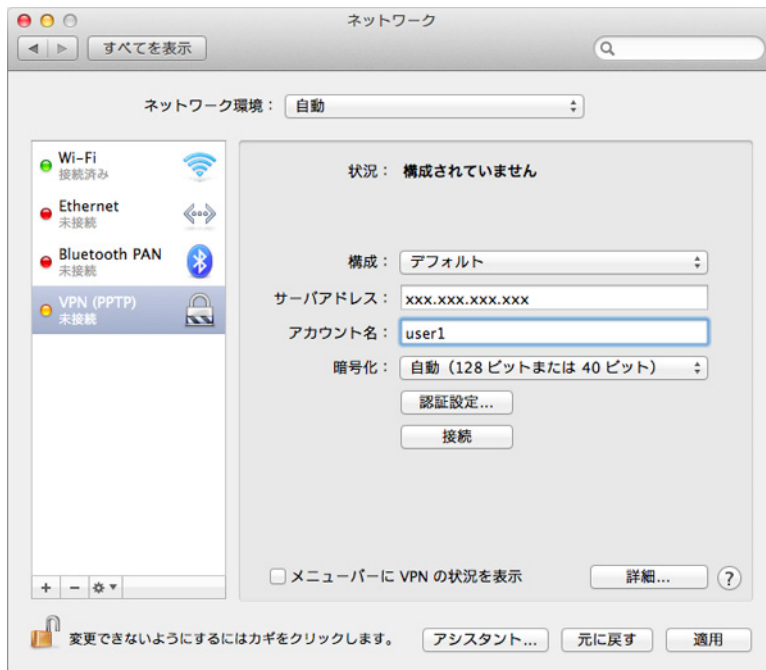 ネットワーク
すべてを表示
ネットワーク環境： 自動
Wi-Fi
接続済み
Ethernet
未接続
Bluetooth PAN
未接続
VPN (PPTP)
未接続
状況： 構成されていません
構成： デフォルト
サーバアドレス： xxx.xxx.xxx.xxx
アカウント名： user1
暗号化： 自動（128 ビットまたは 40 ビット）
認証設定...
接続
メニューバーに VPN の状況を表示
詳細...
?
変更できないようにするにはカギをクリックします。
アシスタント...
元に戻す
適用